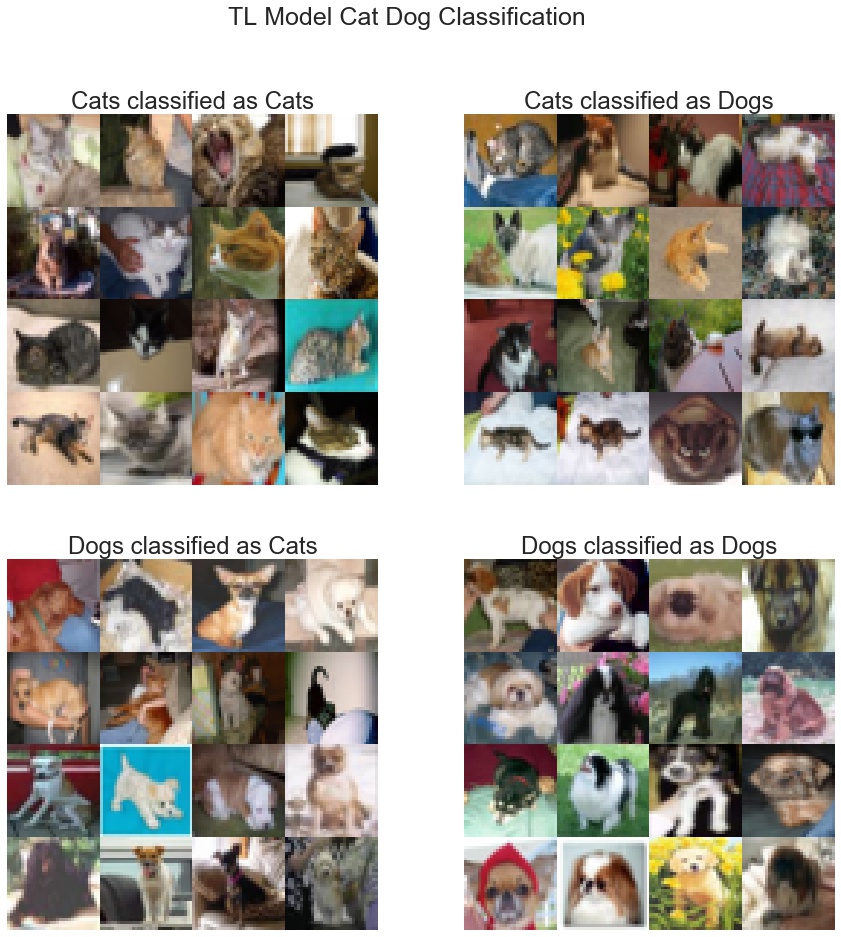 TL Model Cat Dog Classification
Cats classified as Cats
Cats classified as Dogs
Dogs classified as Cats
Dogs classified as Dogs